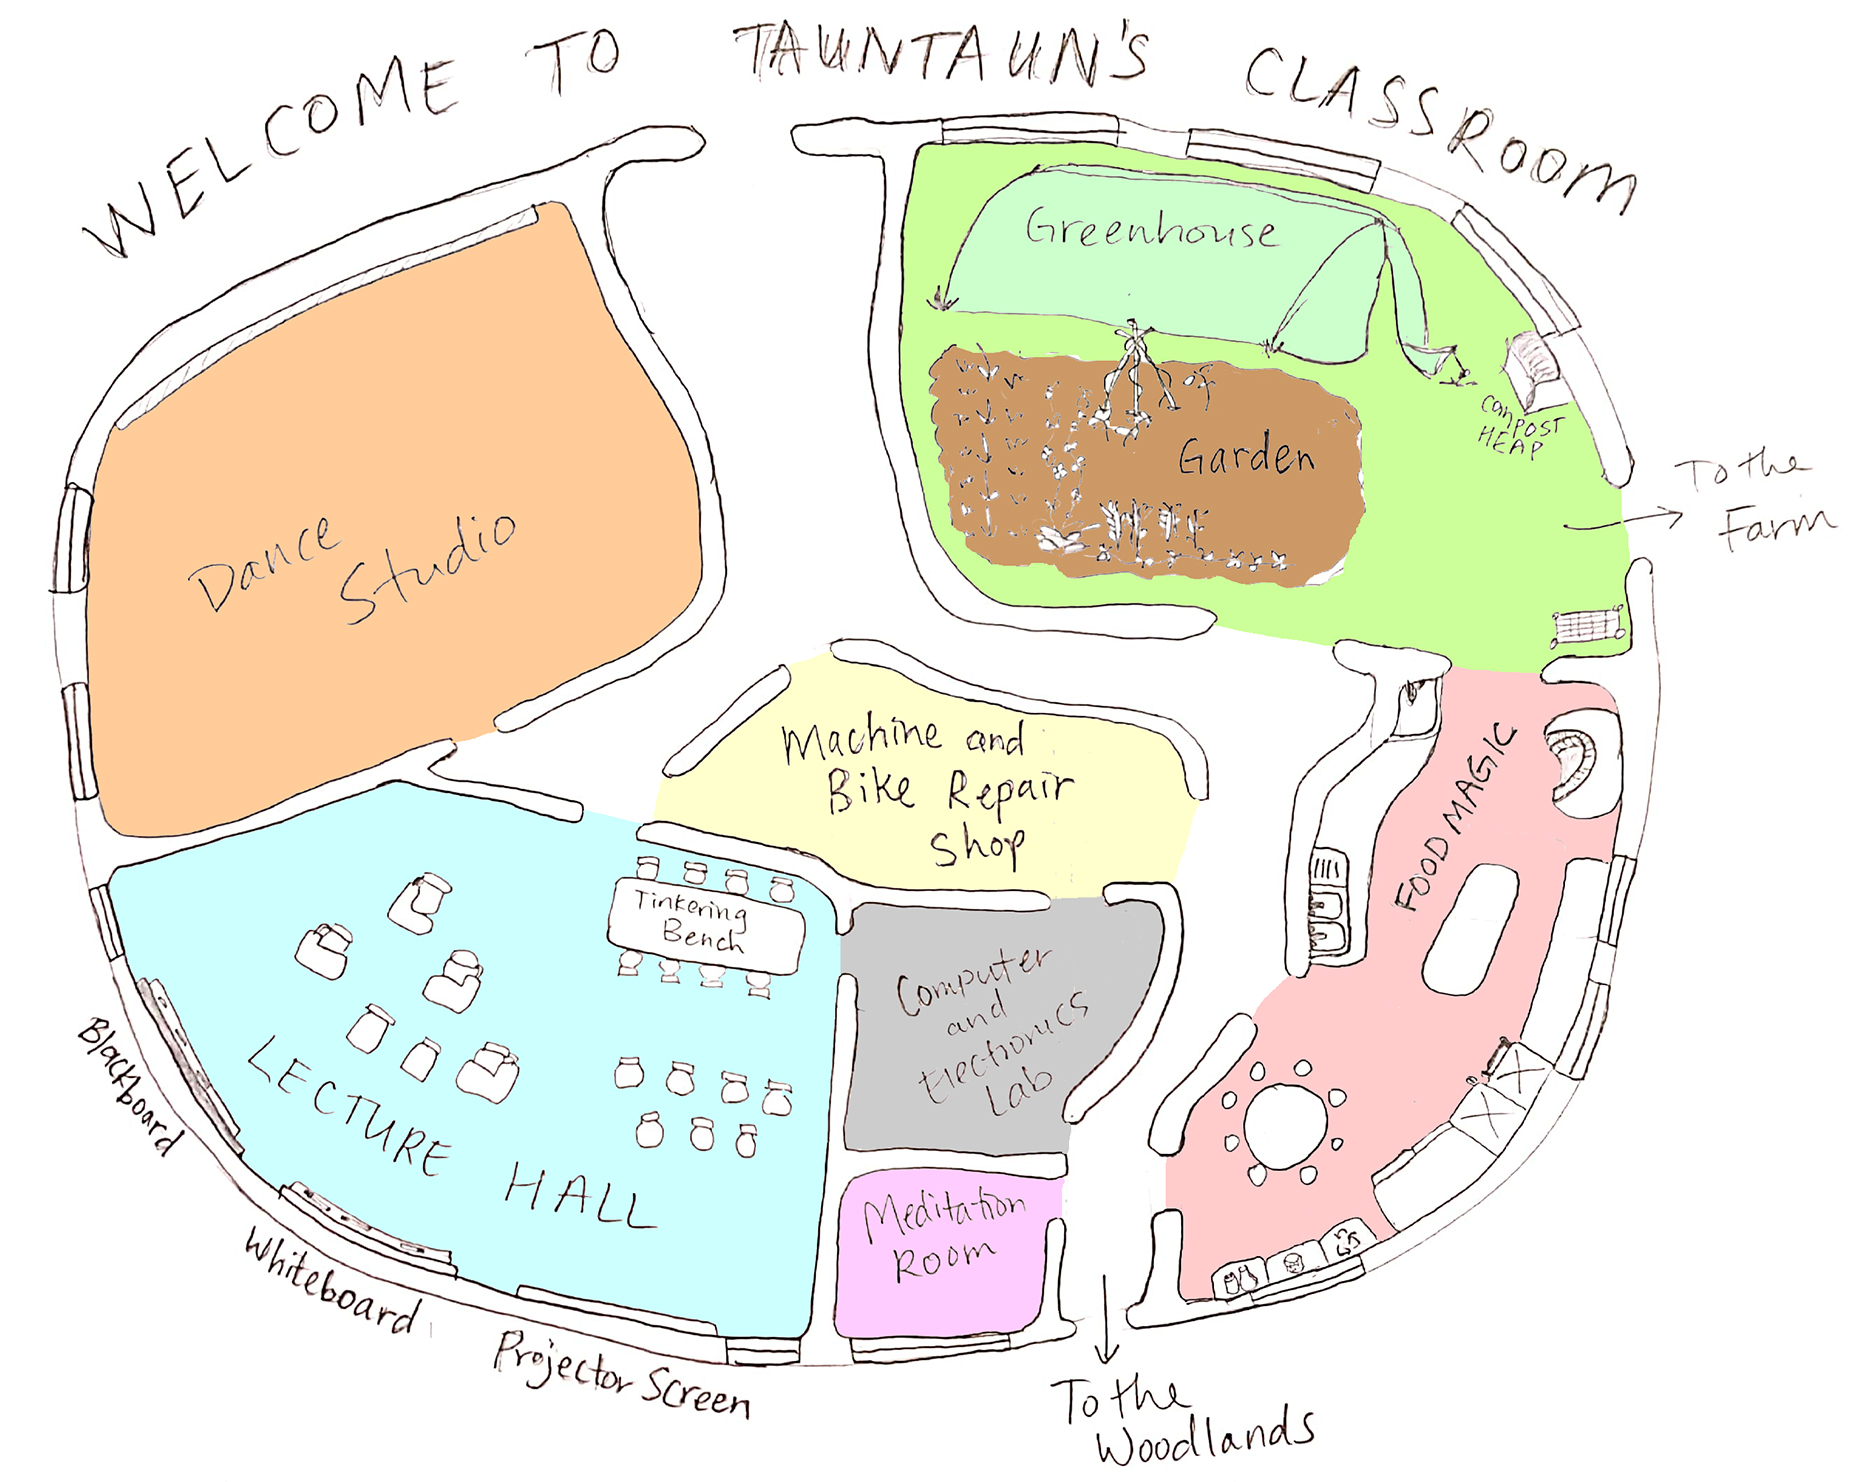 WELCOME TO TAUNTAUN'S CLASSROOM
Greenhouse
COMPOST
HEAP
Garden
To the
Farm
Dance
Studio
Machine and
Bike Repair
Shop
FOOD MAGIC
Tinkering
Bench
Computer
and
Electronics
Lab
LECTURE HALL
Meditation
Room
Blackboard
Whiteboard
Projector Screen
To the
Woodlands